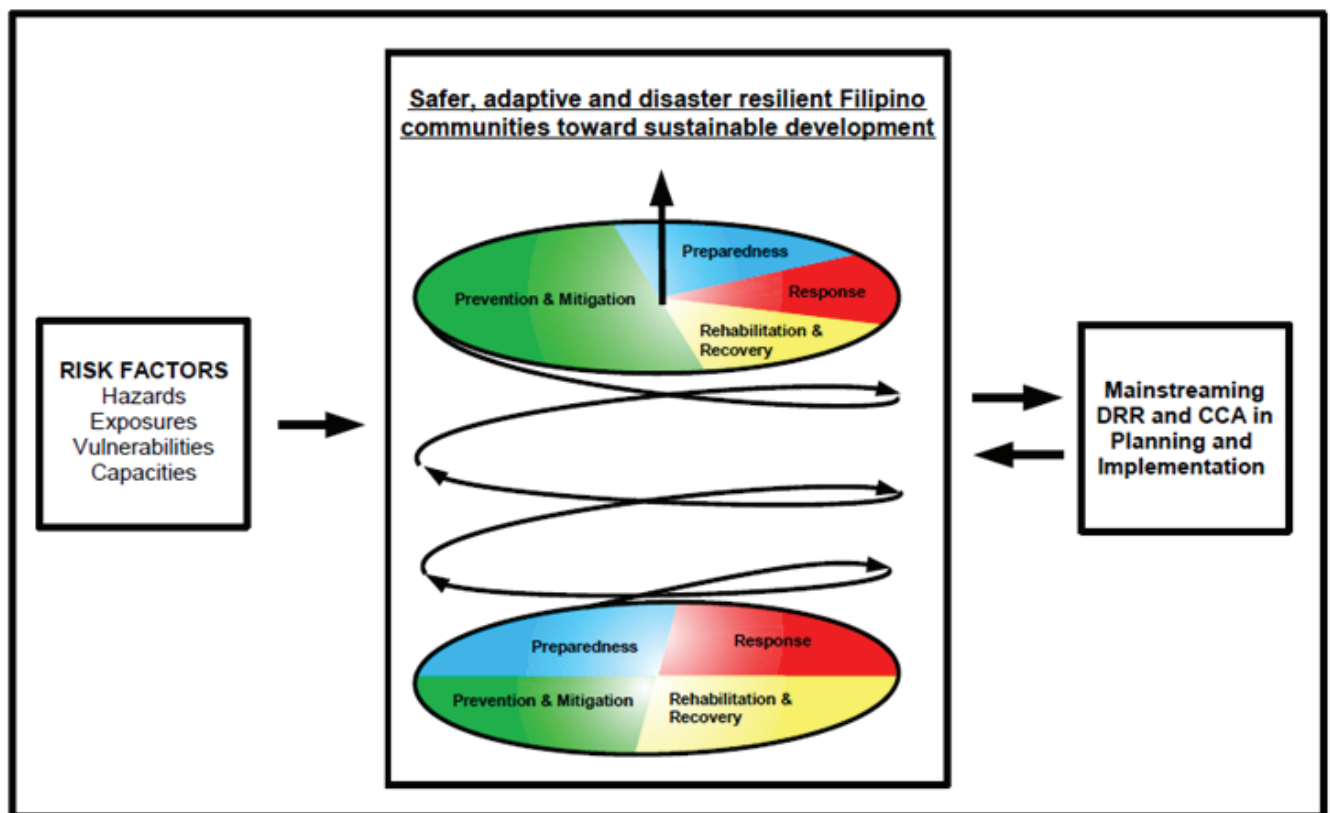 Safer, adaptive and disaster resilient Filipino
communities toward sustainable development
Preparedness
Prevention & Mitigation
Response
Rehabilitation &
Recovery
RISK FACTORS
Hazards
Exposures
Vulnerabilities
Capacities
Mainstreaming
DRR and CCA in
Planning and
Implementation
Preparedness
Response
Prevention & Mitigation
Rehabilitation &
Recovery